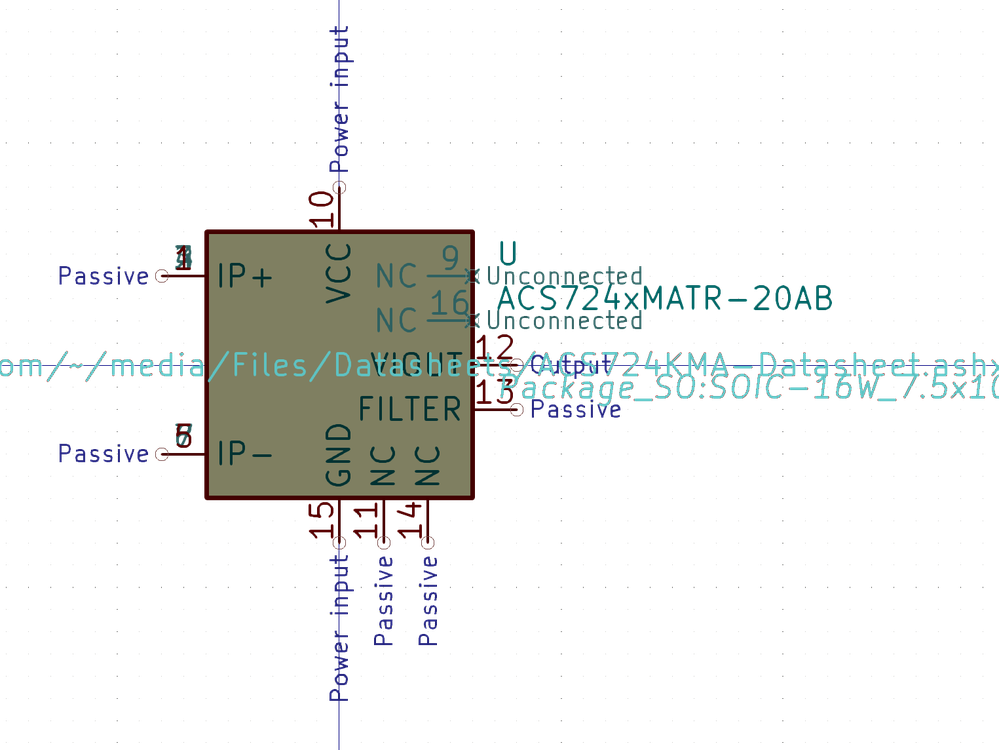 Power input
10
VCC
U
9
NC
Unconnected
Passive
1
IP+
ACS724xMATR-20AB
16
NC
Unconnected
12
VIOUT
Output
om/~/media/Files/Datasheets/ACS724KMA-Datasheet.ashx
Package_SO:SOIC-16W_7.5x10
13
FILTER
Passive
Passive
IP-
GND
NC
NC
15
11
14
Power input
Passive
Passive